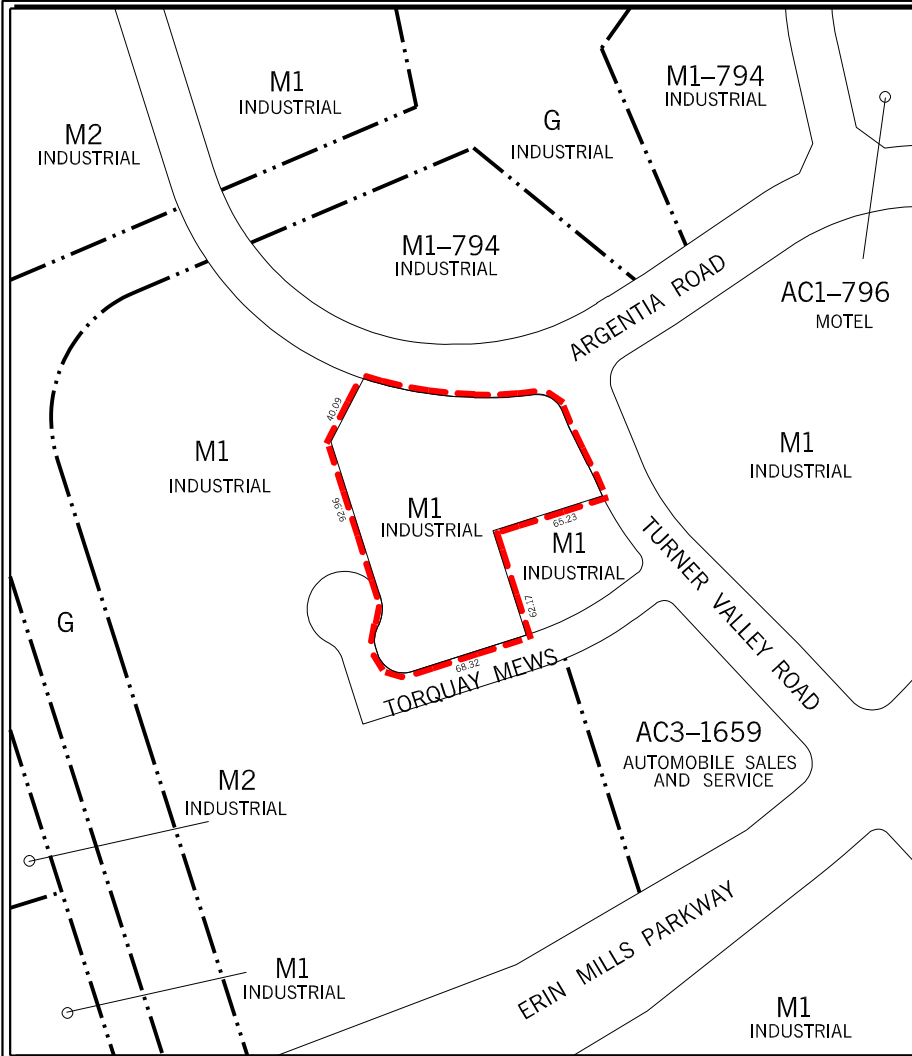 M1
INDUSTRIAL
M1–794
INDUSTRIAL
G
INDUSTRIAL
M2
INDUSTRIAL
M1–794
INDUSTRIAL
ARGENTIA ROAD
AC1–796
MOTEL
40.09
M1
INDUSTRIAL
M1
INDUSTRIAL
92.96
M1
INDUSTRIAL
65.23
M1
INDUSTRIAL
TURNER VALLEY ROAD
62.17
G
68.32
TORQUAY MEWS
AC3–1659
AUTOMOBILE SALES
AND SERVICE
M2
INDUSTRIAL
ERIN MILLS PARKWAY
M1
INDUSTRIAL
M1
INDUSTRIAL